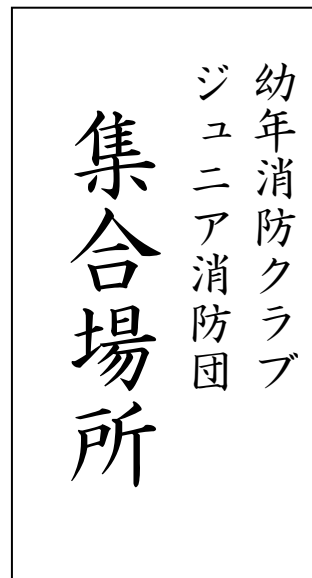 幼年消防クラブ
ジュニア消防団
集合場所